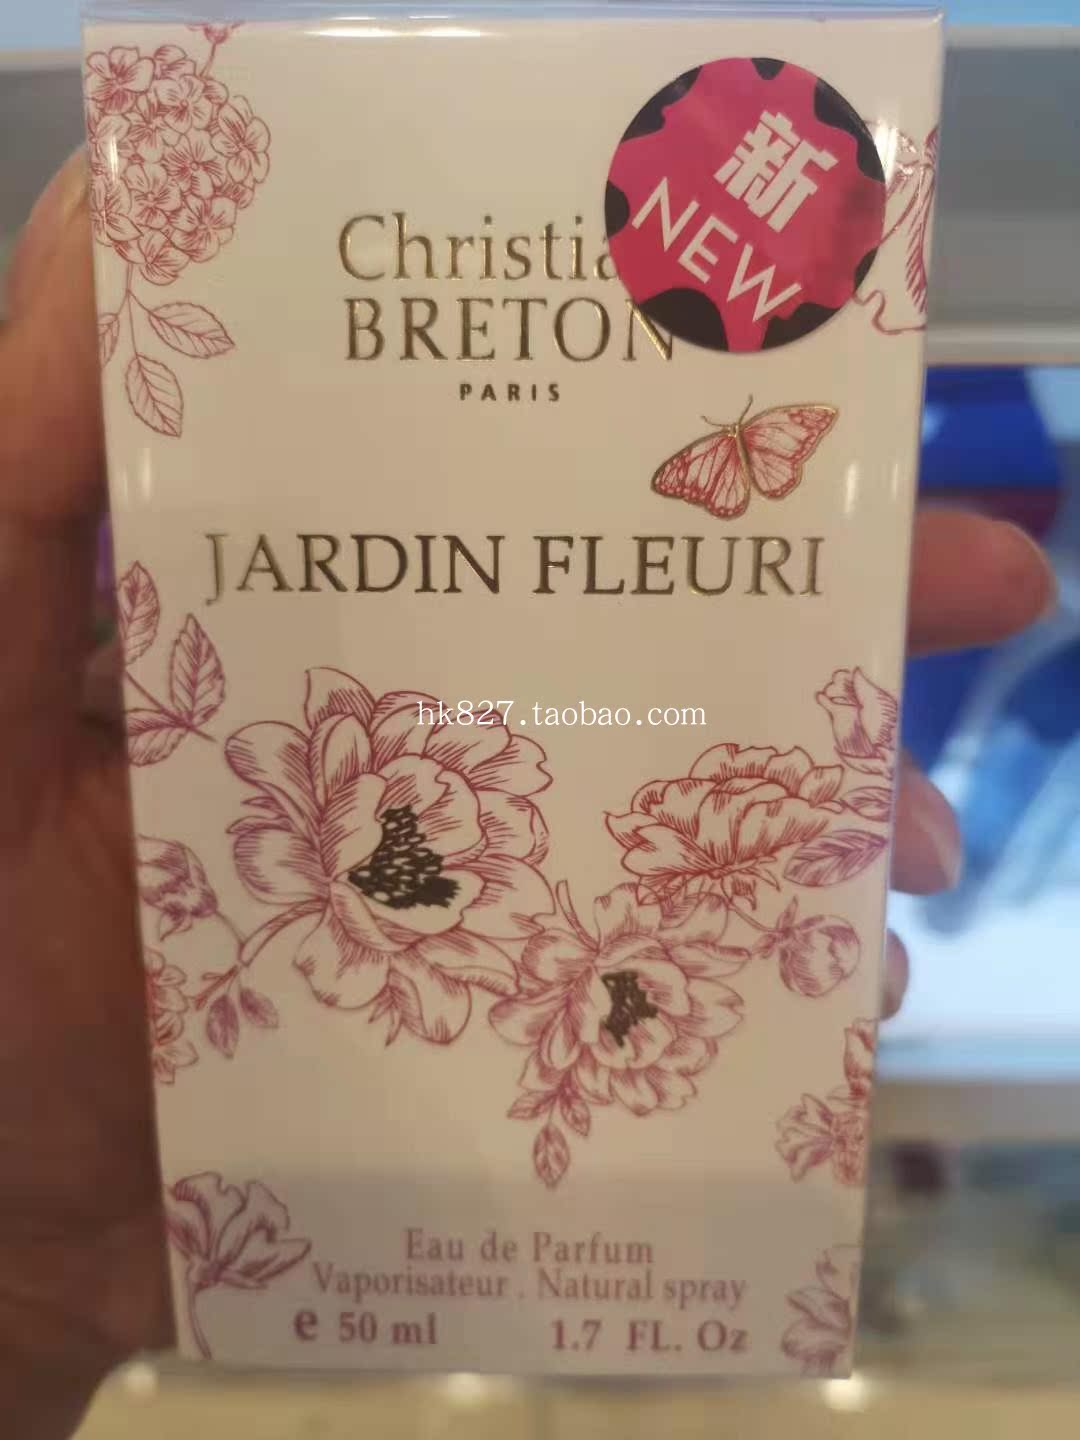 新
NEW
Christia
BRETON
PARIS
JARDIN FLEURI
hk827.taobao.com
Eau de Parfum
Vaporisateur . Natural spray
e 50 ml 1.7 FL. Oz